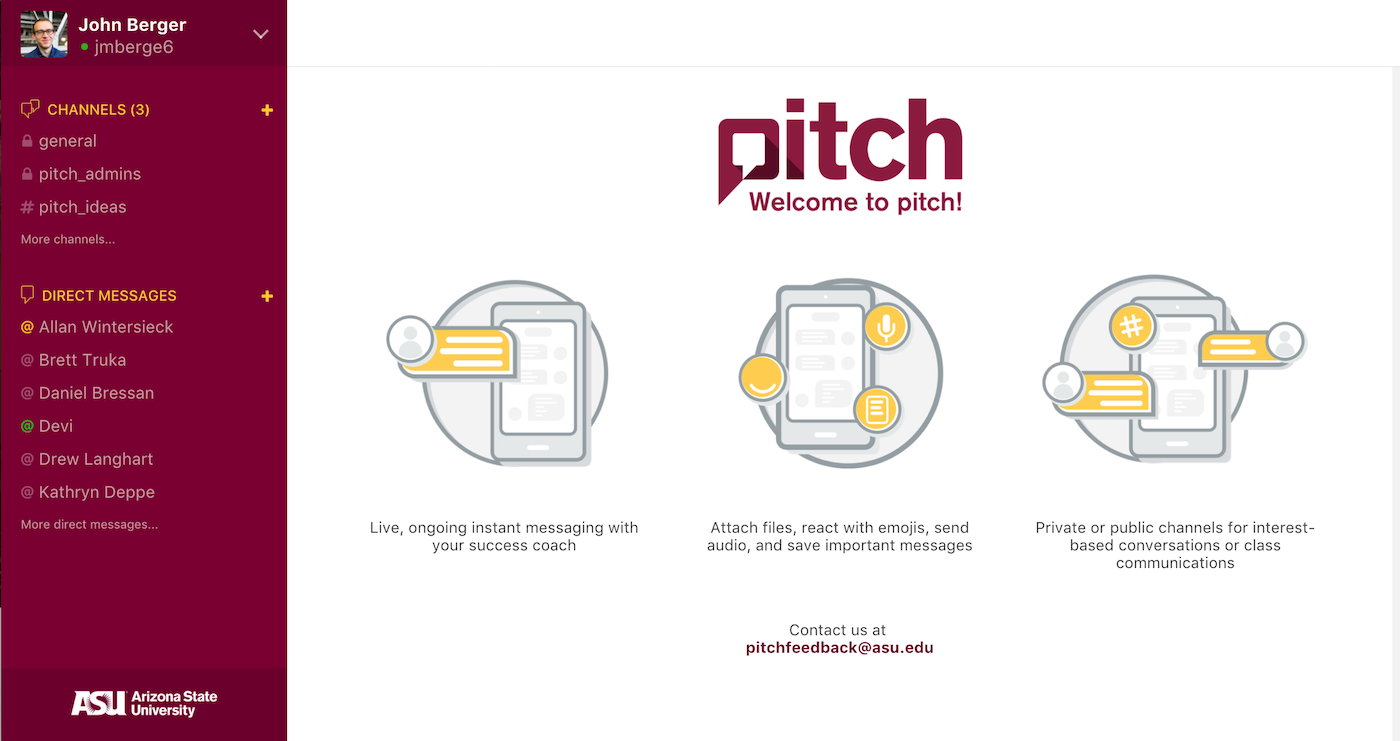 John Berger
jmberge6
CHANNELS (3)
+
general
pitch_admins
# pitch_ideas
More channels...
DIRECT MESSAGES
+
@ Allan Wintersieck
@ Brett Truka
@ Daniel Bressan
@ Devi
@ Drew Langhart
@ Kathryn Deppe
More direct messages...
ASU Arizona State
University
pitch
Welcome to pitch!
#
Live, ongoing instant messaging with
your success coach
Attach files, react with emojis, send
audio, and save important messages
Private or public channels for interest-
based conversations or class
communications
Contact us at
pitchfeedback@asu.edu